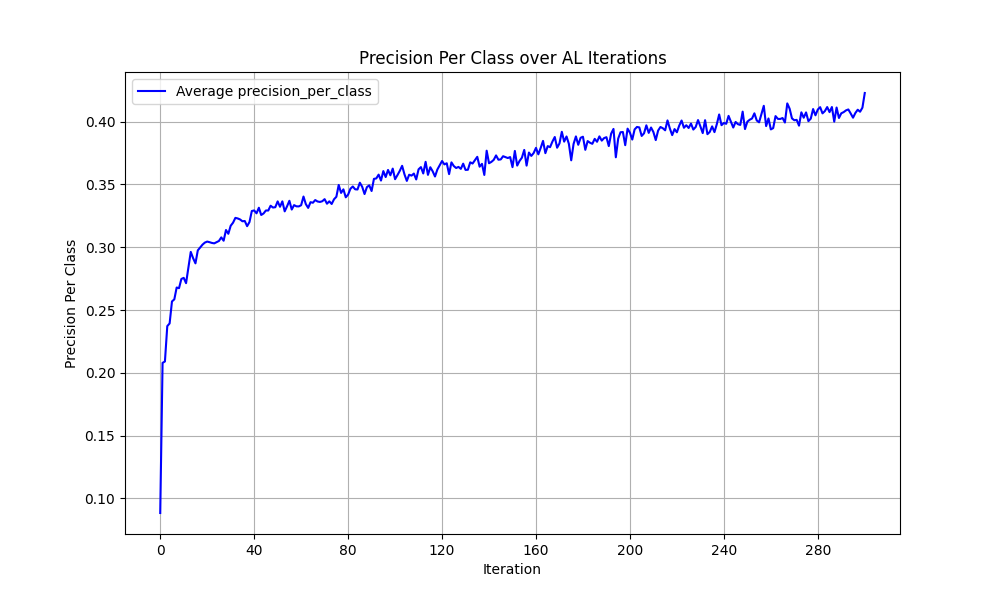 Precision Per Class over AL Iterations
Average precision_per_class
Precision Per Class
0.40
0.35
0.30
0.25
0.20
0.15
0.10
0 40 80 120 160 200 240 280
Iteration